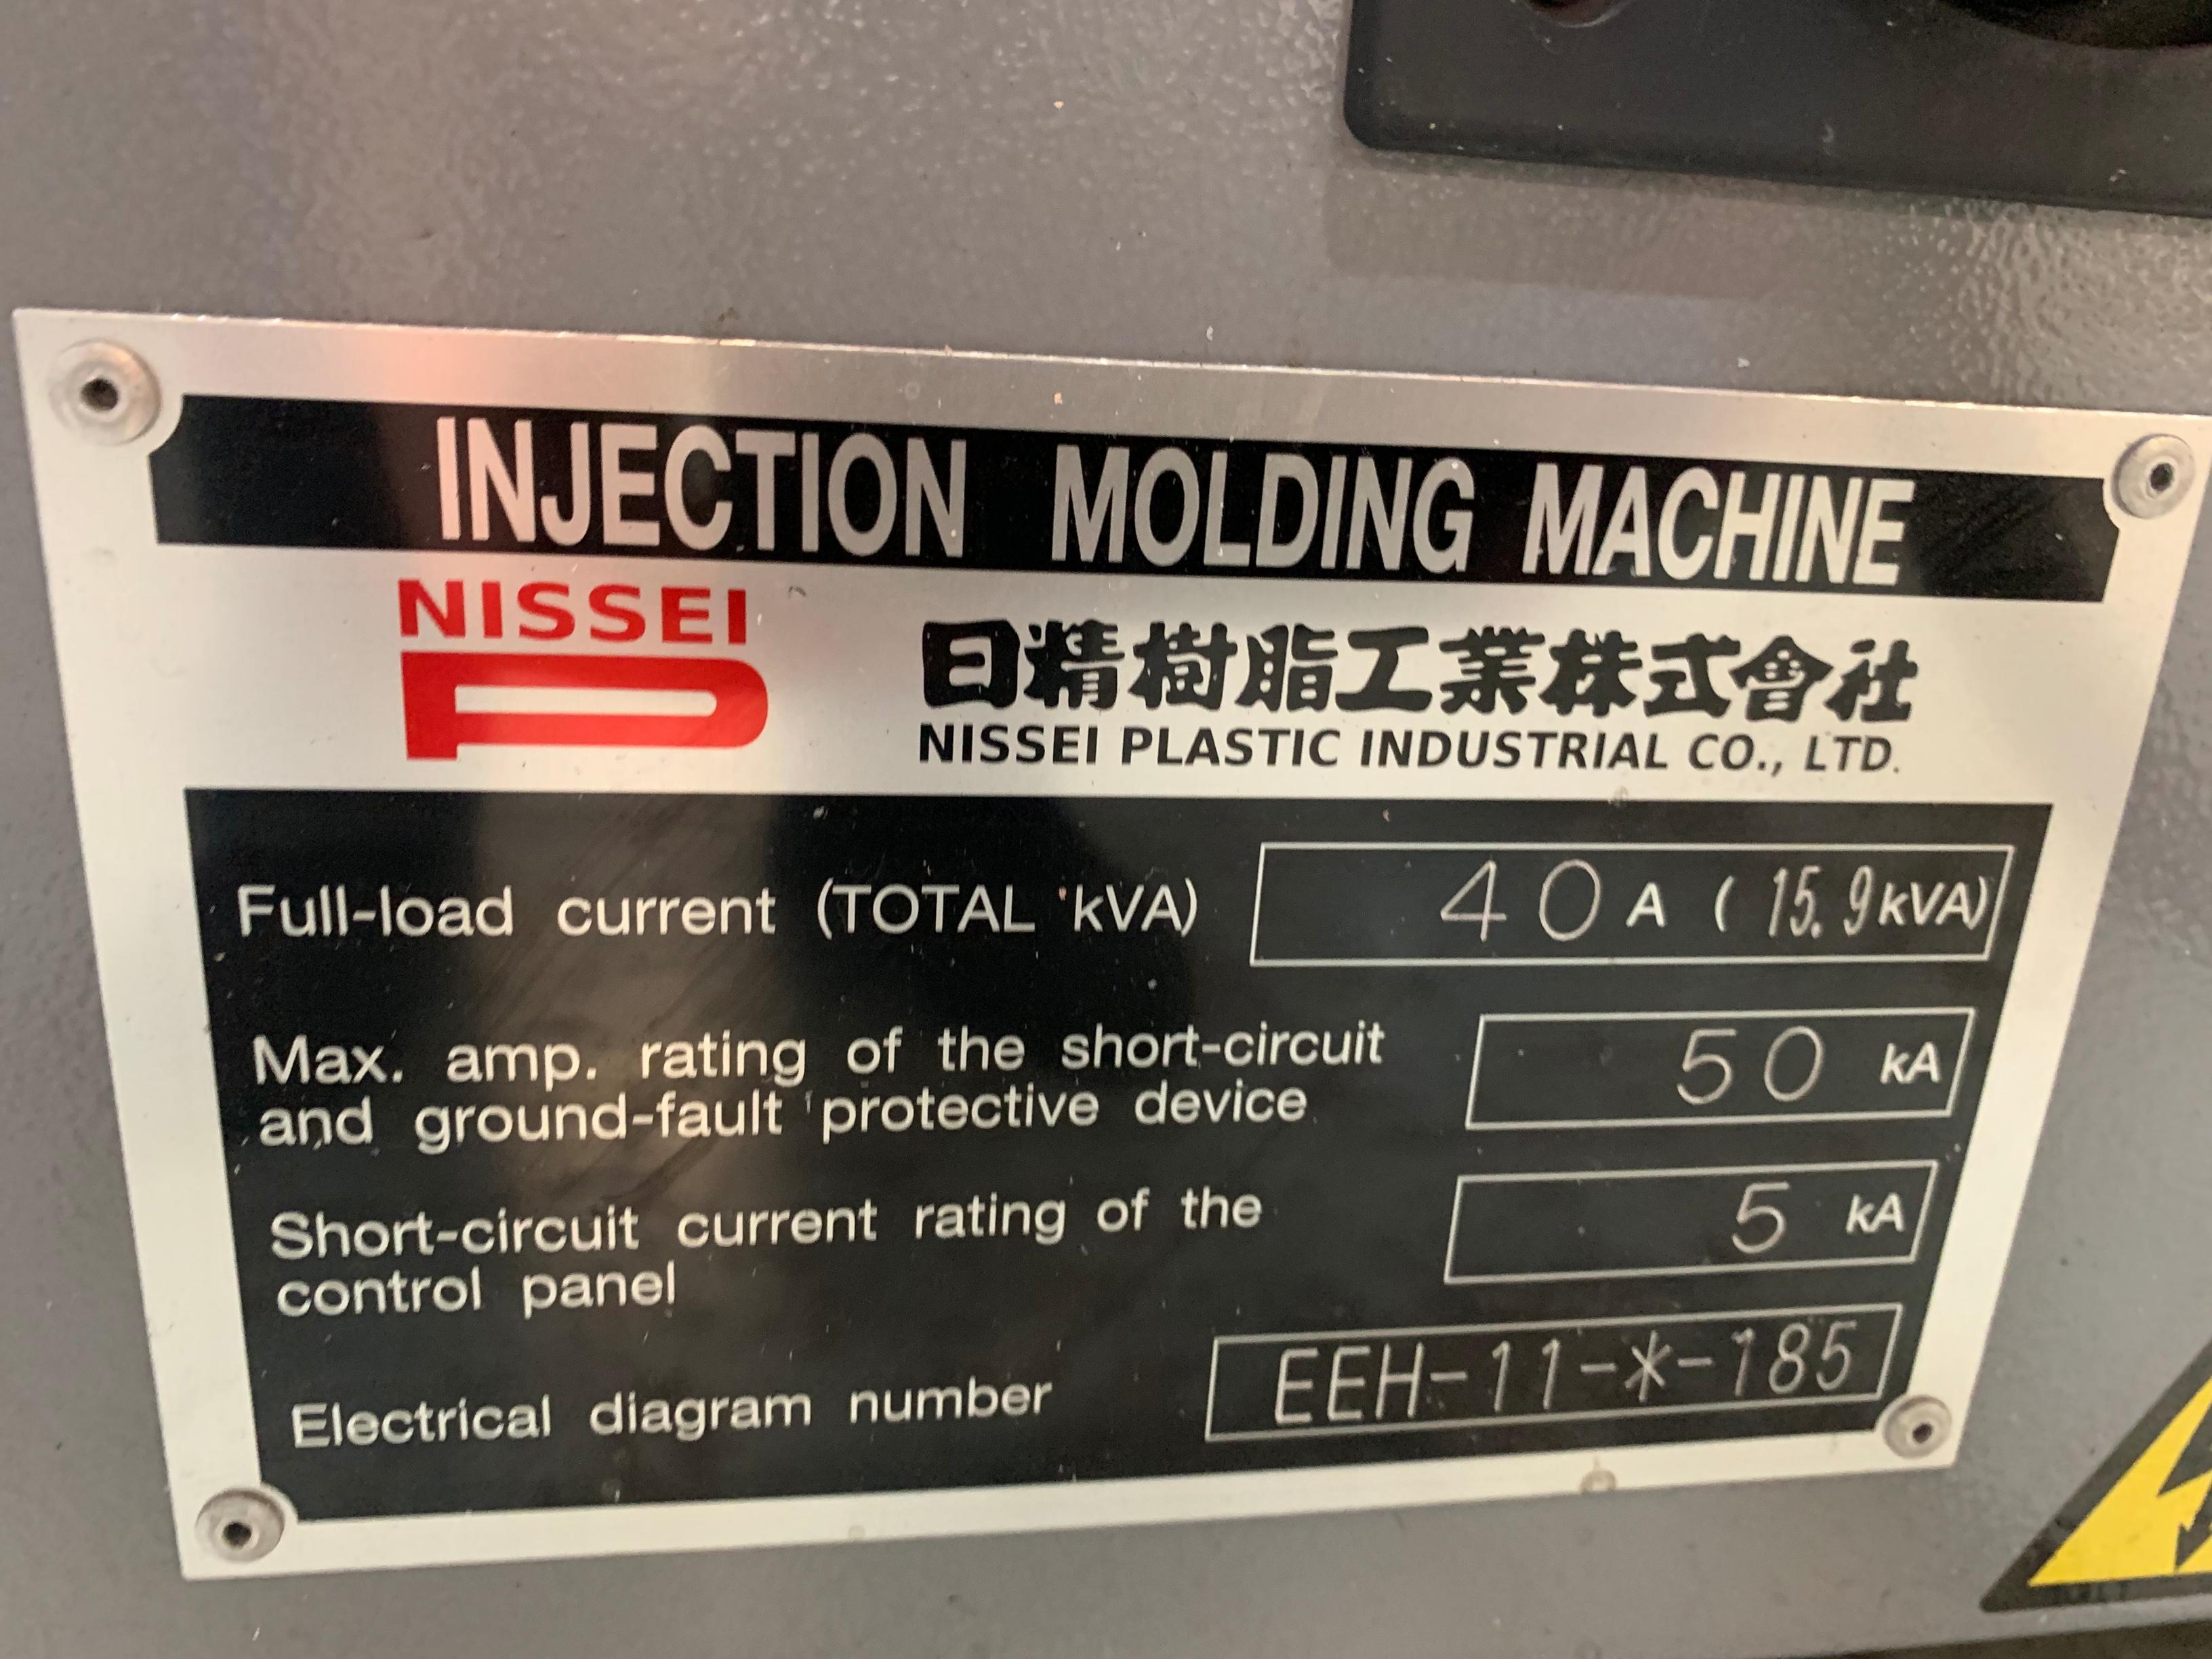 INJECTION MOLDING MACHINE
NISSEI
日精樹脂工業株式會社
NISSEI PLASTIC INDUSTRIAL CO., LTD.
Full-load current (TOTAL kVA) 40 A ( 15.9 kVA)
Max. amp. rating of the short-circuit
and ground-fault protective device 50 kA
Short-circuit current rating of the
control panel 5 kA
Electrical diagram number EEH-11-*-185